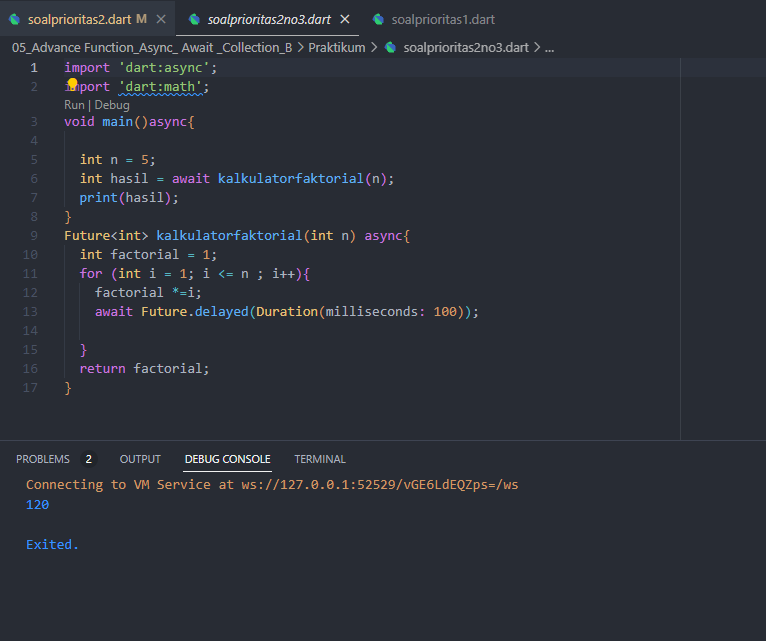 soalprioritas2.dart M × soalprioritas2no3.dart × soalprioritas1.dart
05_Advance Function_Async_ Await _Collection_B > Praktikum > soalprioritas2no3.dart > ...
1 import 'dart:async';
2 import 'dart:math';
Run | Debug
3 void main()async{
4
5 int n = 5;
6 int hasil = await kalkulatorfaktorial(n);
7 print(hasil);
8 }
9 Future<int> kalkulatorfaktorial(int n) async{
10 int factorial = 1;
11 for (int i = 1; i <= n ; i++){
12 factorial *=i;
13 await Future.delayed(Duration(milliseconds: 100));
14
15 }
16 return factorial;
17 }
PROBLEMS 2 OUTPUT DEBUG CONSOLE TERMINAL
Connecting to VM Service at ws://127.0.0.1:52529/vGE6LdEQZps=/ws
120
Exited.